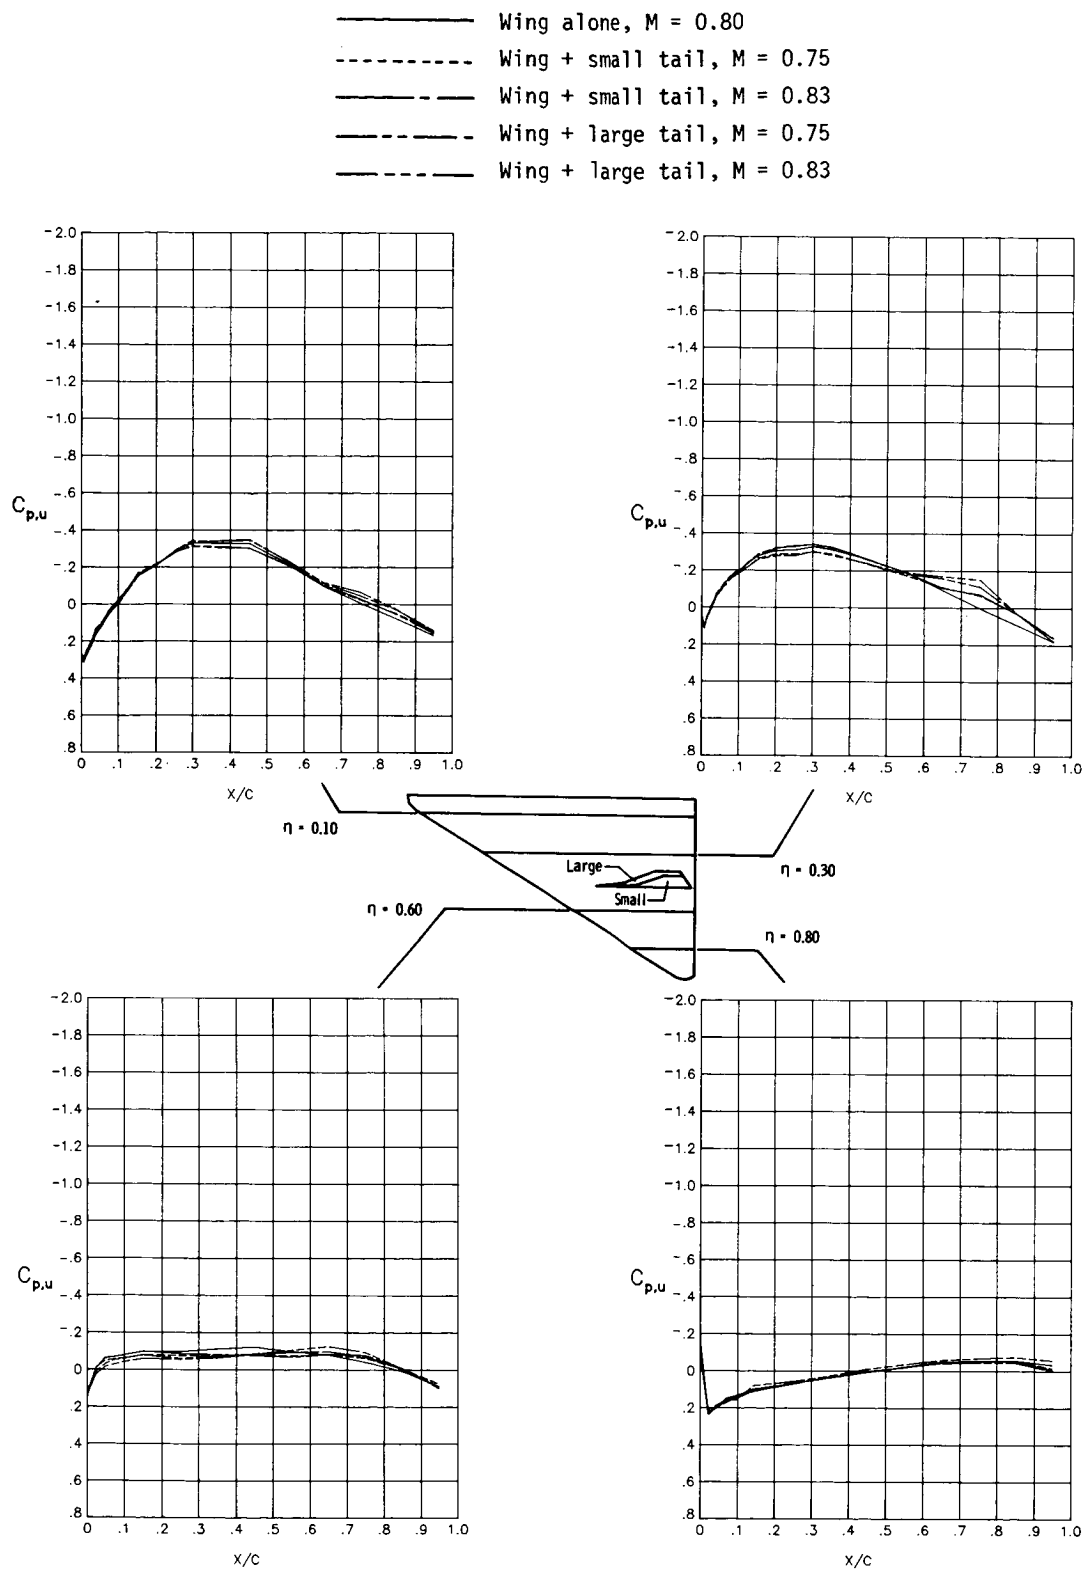 Wing alone, M = 0.80
Wing + small tail, M = 0.75
Wing + small tail, M = 0.83
Wing + large tail, M = 0.75
Wing + large tail, M = 0.83
-2.0
-1.8
-1.6
-1.4
-1.2
-1.0
-.8
-.6
Cp,u
-.4
-.2
0
.2
.4
.6
.8
0 .1 .2 .3 .4 .5 .6 .7 .8 .9 1.0
x/c
-2.0
-1.8
-1.6
-1.4
-1.2
-1.0
-.8
-.6
Cp,u
-.4
-.2
0
.2
.4
.6
.8
0 .1 .2 .3 .4 .5 .6 .7 .8 .9 1.0
x/c
η = 0.10
Large
Small
η = 0.30
η = 0.60
η = 0.80
-2.0
-1.8
-1.6
-1.4
-1.2
-1.0
-.8
-.6
Cp,u
-.4
-.2
0
.2
.4
.6
.8
0 .1 .2 .3 .4 .5 .6 .7 .8 .9 1.0
x/c
-2.0
-1.8
-1.6
-1.4
-1.2
-1.0
-.8
-.6
Cp,u
-.4
-.2
0
.2
.4
.6
.8
0 .1 .2 .3 .4 .5 .6 .7 .8 .9 1.0
x/c